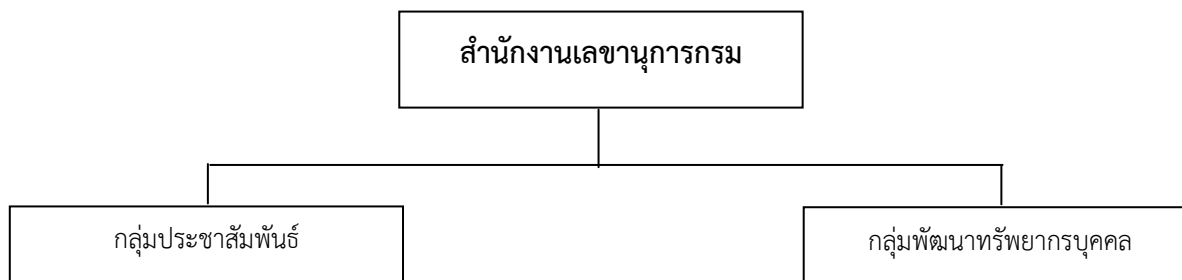 สำนักงานเลขานุการกรม
กลุ่มประชาสัมพันธ์
กลุ่มพัฒนาทรัพยากรบุคคล